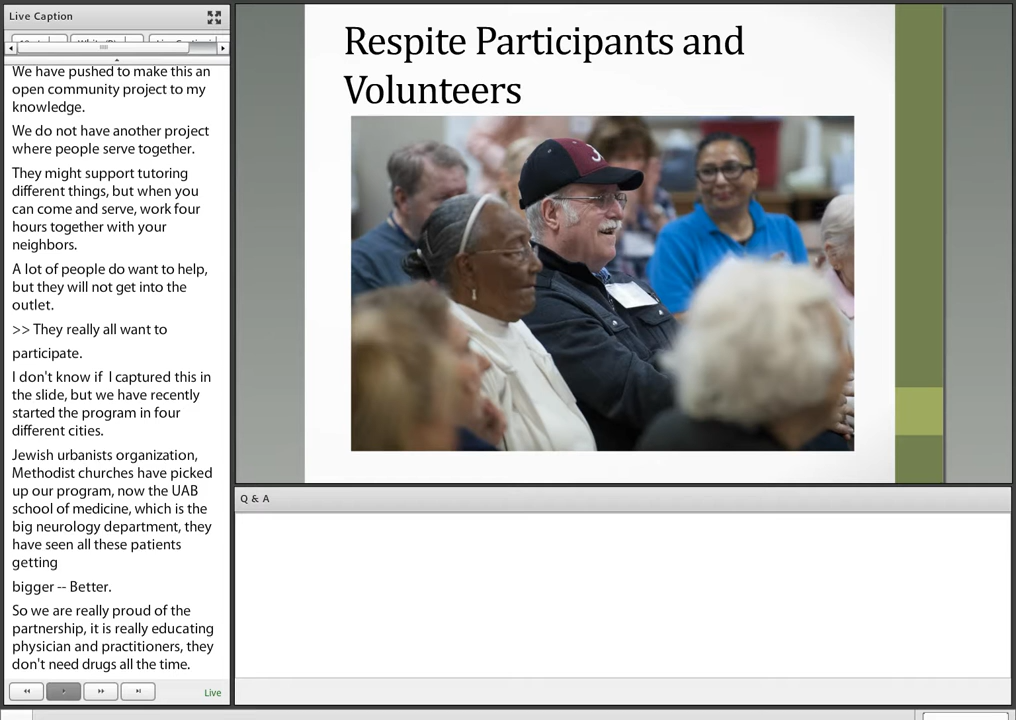 Live Caption
We have pushed to make this an
open community project to my
knowledge.
We do not have another project
where people serve together.
They might support tutoring
different things, but when you
can come and serve, work four
hours together with your
neighbors.
A lot of people do want to help,
but they will not get into the
outlet.
>> They really all want to
participate.
I don't know if  I captured this in
the slide, but we have recently
started the program in four
different cities.
Jewish urbanists organization,
Methodist churches have picked
up our program, now the UAB
school of medicine, which is the
big neurology department, they
have seen all these patients
getting
bigger -- Better.
So we are really proud of the
partnership, it is really educating
physician and practitioners, they
don't need drugs all the time.
Live
Respite Participants and
Volunteers
Q & A